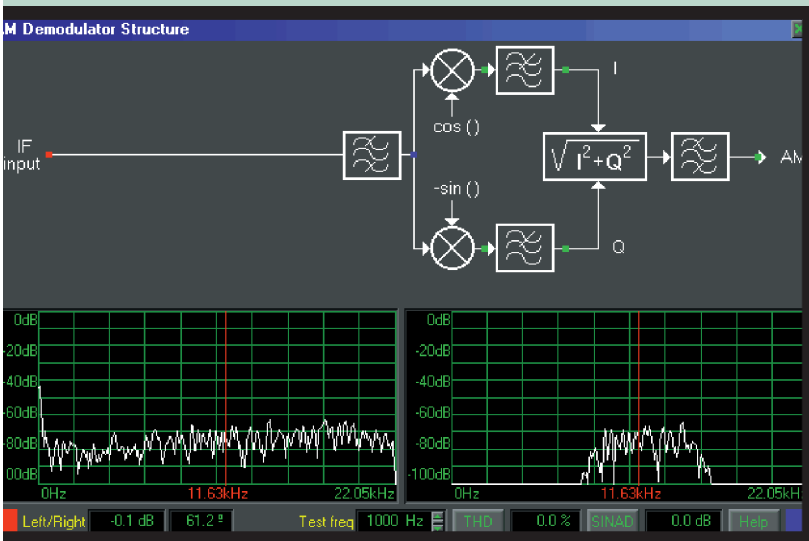 AM Demodulator Structure
I
cos ()
IF
input
√ I²+Q²
AM
-sin ()
Q
0dB
-20dB
-40dB
-60dB
-80dB
00dB
0Hz 11.63kHz 22.05kHz
0dB
-20dB
-40dB
-60dB
-80dB
-100dB
0Hz 11.63kHz 22.05kHz
Left/Right -0.1 dB 61.2 º Test freq 1000 Hz THD 0.0 % SINAD 0.0 dB Help